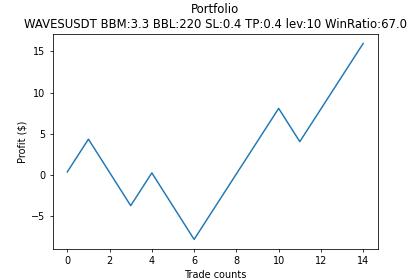 Portfolio
WAVESUSDT BBM:3.3 BBL:220 SL:0.4 TP:0.4 lev:10 WinRatio:67.0
15
10
5
0
−5
Profit ($)
0 2 4 6 8 10 12 14
Trade counts